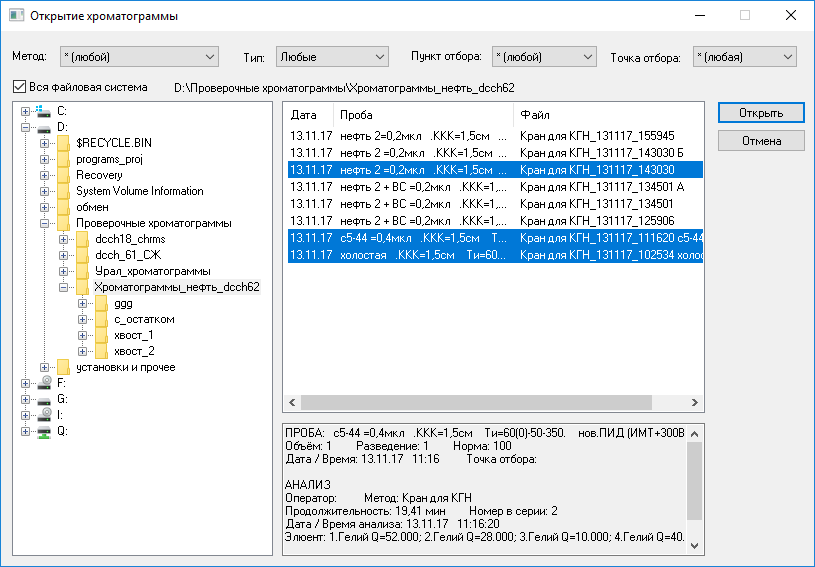 Открытие хроматограммы
Метод: * (любой) Тип: Любые Пункт отбора: * (любой) Точка отбора: * (любая)
Вся файловая система D:\Проверочные хроматограммы\Хроматограммы_нефть_dcch62
C:
D:
$RECYCLE.BIN
programs_proj
Recovery
System Volume Information
обмен
Проверочные хроматограммы
dcch18_chrms
dcch_61_СЖ
Урал_хроматограммы
Хроматограммы_нефть_dcch62
ggg
с_остатком
хвост_1
хвост_2
установки и прочее
F:
G:
I:
Q:
Дата Проба Файл
13.11.17 нефть 2=0,2мкл .ККК=1,5см ... Кран для КГН_131117_155945
13.11.17 нефть 2 =0,2мкл .ККК=1,5см ... Кран для КГН_131117_143030 Б
13.11.17 нефть 2 =0,2мкл .ККК=1,5см ... Кран для КГН_131117_143030
13.11.17 нефть 2 + ВС =0,2мкл .ККК=1,... Кран для КГН_131117_134501 А
13.11.17 нефть 2 + ВС =0,2мкл .ККК=1,... Кран для КГН_131117_134501
13.11.17 нефть 2 + ВС =0,2мкл .ККК=1,... Кран для КГН_131117_125906
13.11.17 с5-44 =0,4мкл .ККК=1,5см Т... Кран для КГН_131117_111620 с5-44
13.11.17 холостая .ККК=1,5см Ти=60... Кран для КГН_131117_102534 холос
Открыть
Отмена
ПРОБА: с5-44 =0,4мкл .ККК=1,5см Ти=60(0)-50-350. нов.ПИД (ИМТ+300В
Объём: 1 Разведение: 1 Норма: 100
Дата / Время: 13.11.17 11:16 Точка отбора:
АНАЛИЗ
Оператор: Метод: Кран для КГН
Продолжительность: 19,41 мин Номер в серии: 2
Дата / Время анализа: 13.11.17 11:16:20
Элюент: 1.Гелий Q=52.000; 2.Гелий Q=28.000; 3.Гелий Q=10.000; 4.Гелий Q=40.